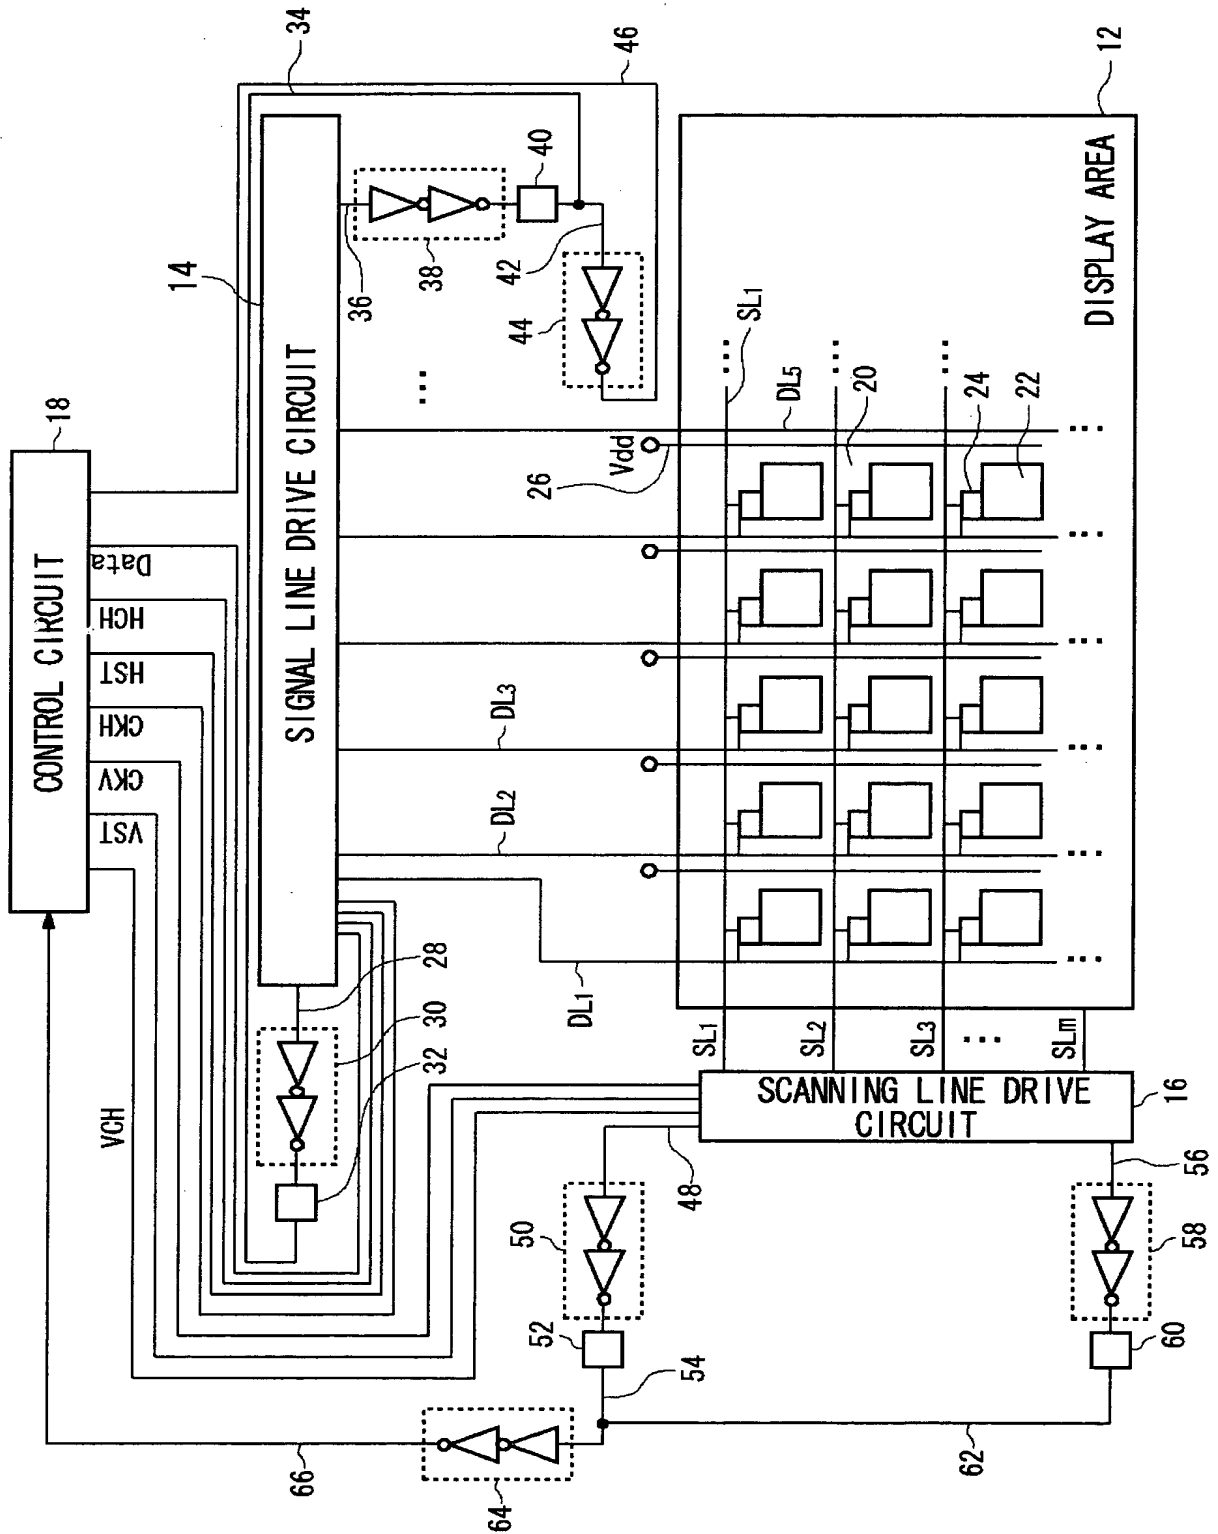 34
46
12
14
18
CONTROL CIRCUIT
Data
HCH
HST
CKH
CKV
VST
VCH
SIGNAL LINE DRIVE CIRCUIT
36
38
40
42
44
...
28
30
32
DL1
DL2
DL3
DL5
Vdd
26
DISPLAY AREA
SL1
...
...
...
20
24
22
... ... ... ... ...
SL1
SL2
SL3
...
SLm
SCANNING LINE DRIVE
CIRCUIT
16
48
50
52
54
56
58
60
62
64
66